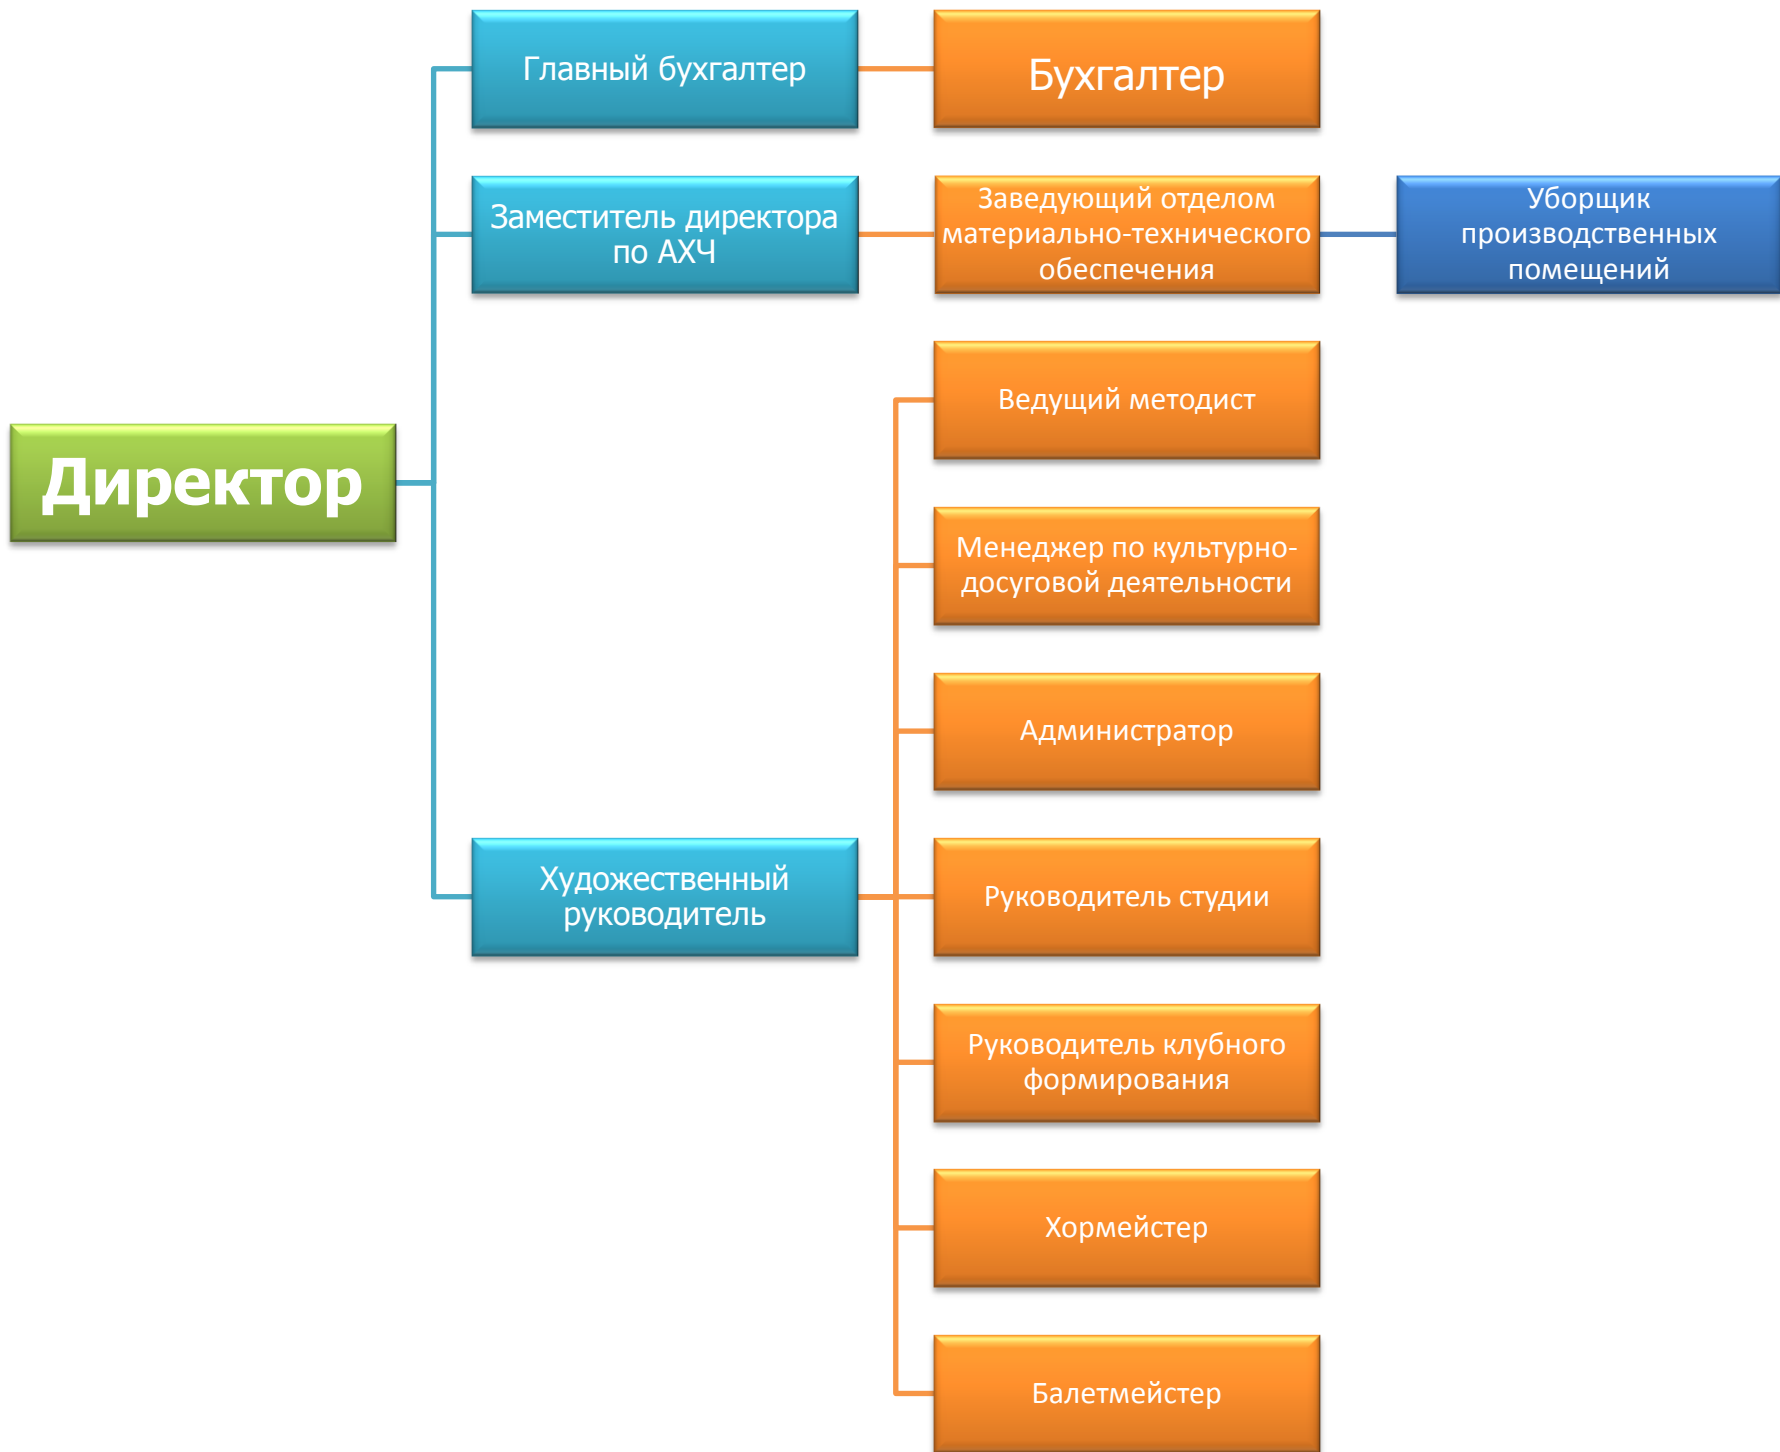 Главный бухгалтер
Бухгалтер
Заместитель директора
по АХЧ
Заведующий отделом
материально-технического
обеспечения
Уборщик
производственных
помещений
Ведущий методист
Директор
Менеджер по культурно-
досуговой деятельности
Администратор
Художественный
руководитель
Руководитель студии
Руководитель клубного
формирования
Хормейстер
Балетмейстер